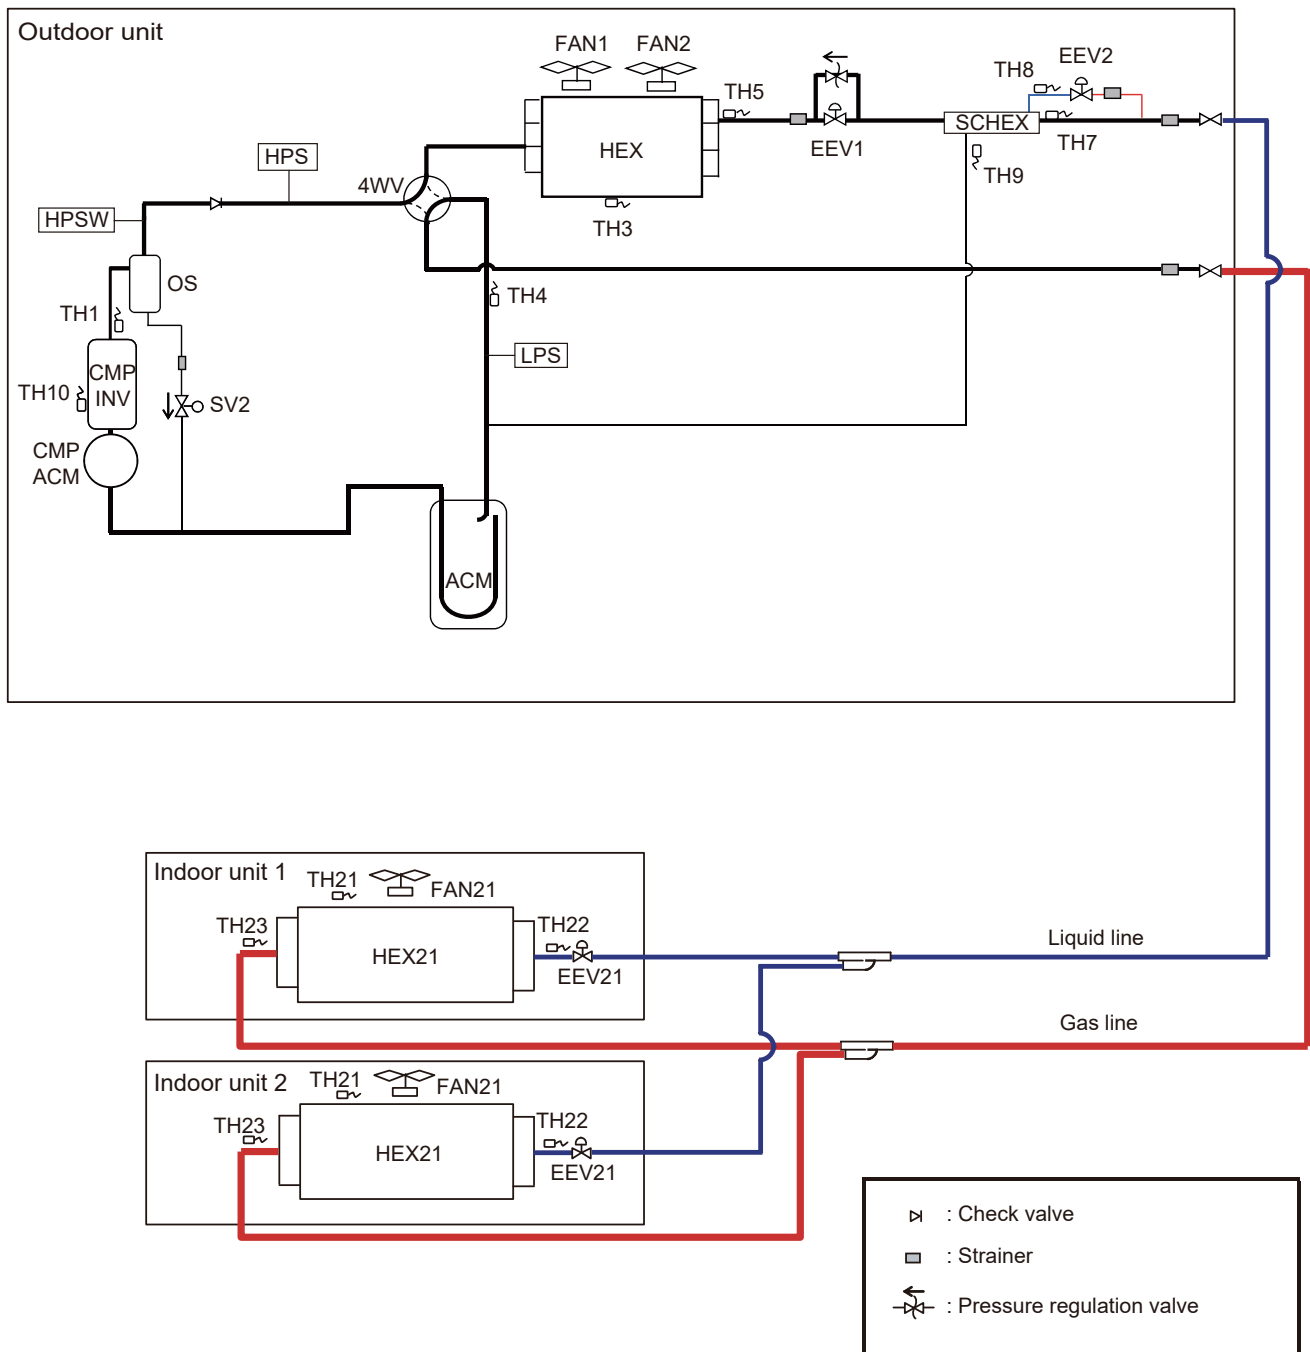 Outdoor unit
FAN1
FAN2
TH8
EEV2
TH5
SCHEX
TH7
EEV1
HEX
TH9
HPS
4WV
TH3
HPSW
OS
TH4
TH1
LPS
CMP
INV
TH10
SV2
CMP
ACM
ACM
Indoor unit 1
TH21
FAN21
TH23
TH22
HEX21
EEV21
Liquid line
Gas line
Indoor unit 2
TH21
FAN21
TH23
TH22
HEX21
EEV21
: Check valve
: Strainer
: Pressure regulation valve